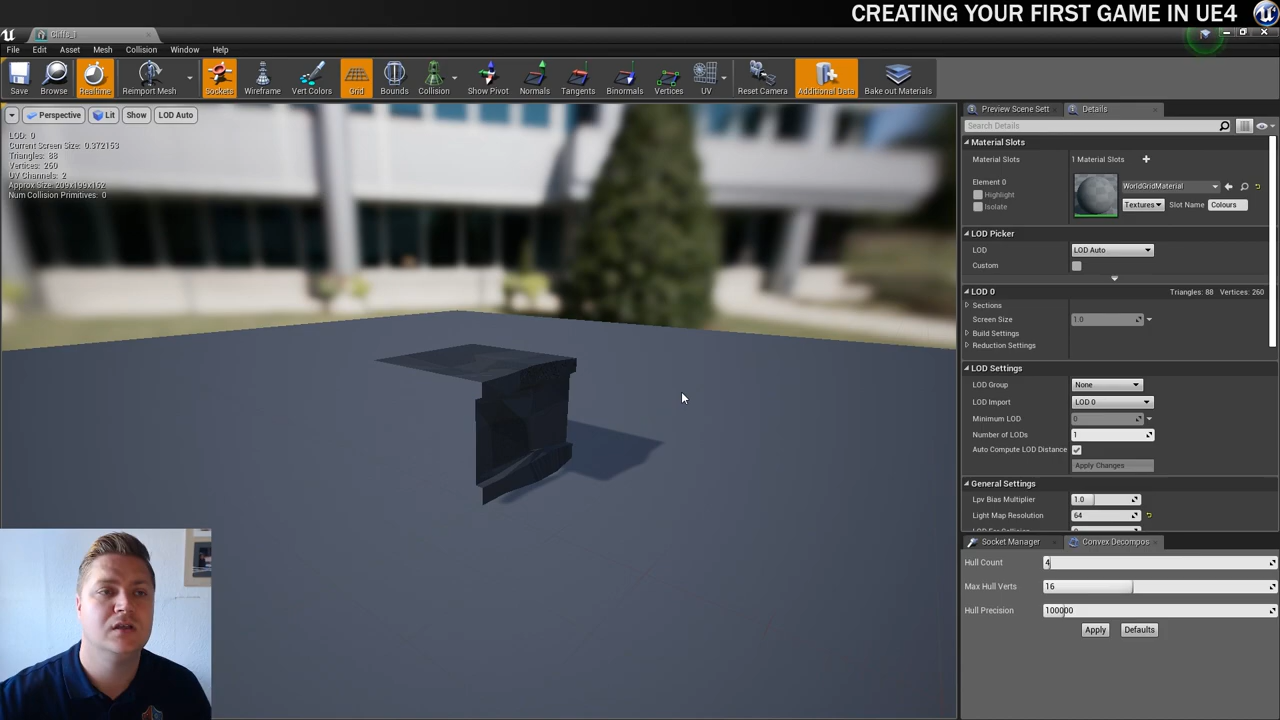 CREATING YOUR FIRST GAME IN UE4
Cliffs_1
File Edit Asset Mesh Collision Window Help
Save Browse Realtime Reimport Mesh Sockets Wireframe Vert Colors Grid Bounds Collision Show Pivot Normals Tangents Binormals Vertices UV Reset Camera Additional Data Bake out Materials
Perspective Lit Show LOD Auto
LOD: 0
Current Screen Size: 0.372153
Triangles: 88
Vertices: 260
UV Channels: 2
Approx Size: 209x199x162
Num Collision Primitives: 0
Preview Scene Sett Details
Search Details
Material Slots
Material Slots 1 Material Slots
Element 0
Highlight
Isolate
WorldGridMaterial
Textures Slot Name Colours
LOD Picker
LOD LOD Auto
Custom
LOD 0 Triangles: 88 Vertices: 260
Sections
Screen Size 1.0
Build Settings
Reduction Settings
LOD Settings
LOD Group None
LOD Import LOD 0
Minimum LOD 0
Number of LODs 1
Auto Compute LOD Distance
Apply Changes
General Settings
Lpv Bias Multiplier 1.0
Light Map Resolution 64
Socket Manager Convex Decompos
Hull Count 4
Max Hull Verts 16
Hull Precision 100000
Apply Defaults